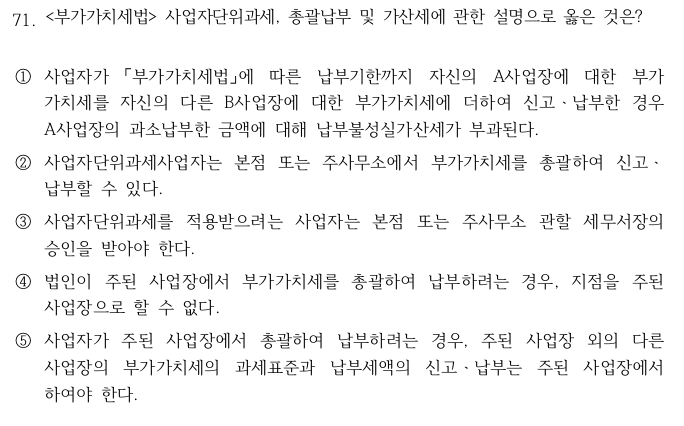 71. <부가가치세법> 사업자단위과세, 총괄납부 및 가산세에 관한 설명으로 옳은 것은?
① 사업자가 「부가가치세법」에 따른 납부기한까지 자신의 A사업장에 대한 부가
가치세를 자신의 다른 B사업장에 대한 부가가치세에 더하여 신고ㆍ납부한 경우
A사업장의 과소납부한 금액에 대해 납부불성실가산세가 부과된다.
② 사업자단위과세사업자는 본점 또는 주사무소에서 부가가치세를 총괄하여 신고ㆍ
납부할 수 있다.
③ 사업자단위과세를 적용받으려는 사업자는 본점 또는 주사무소 관할 세무서장의
승인을 받아야 한다.
④ 법인이 주된 사업장에서 부가가치세를 총괄하여 납부하려는 경우, 지점을 주된
사업장으로 할 수 없다.
⑤ 사업자가 주된 사업장에서 총괄하여 납부하려는 경우, 주된 사업장 외의 다른
사업장의 부가가치세의 과세표준과 납부세액의 신고ㆍ납부는 주된 사업장에서
하여야 한다.